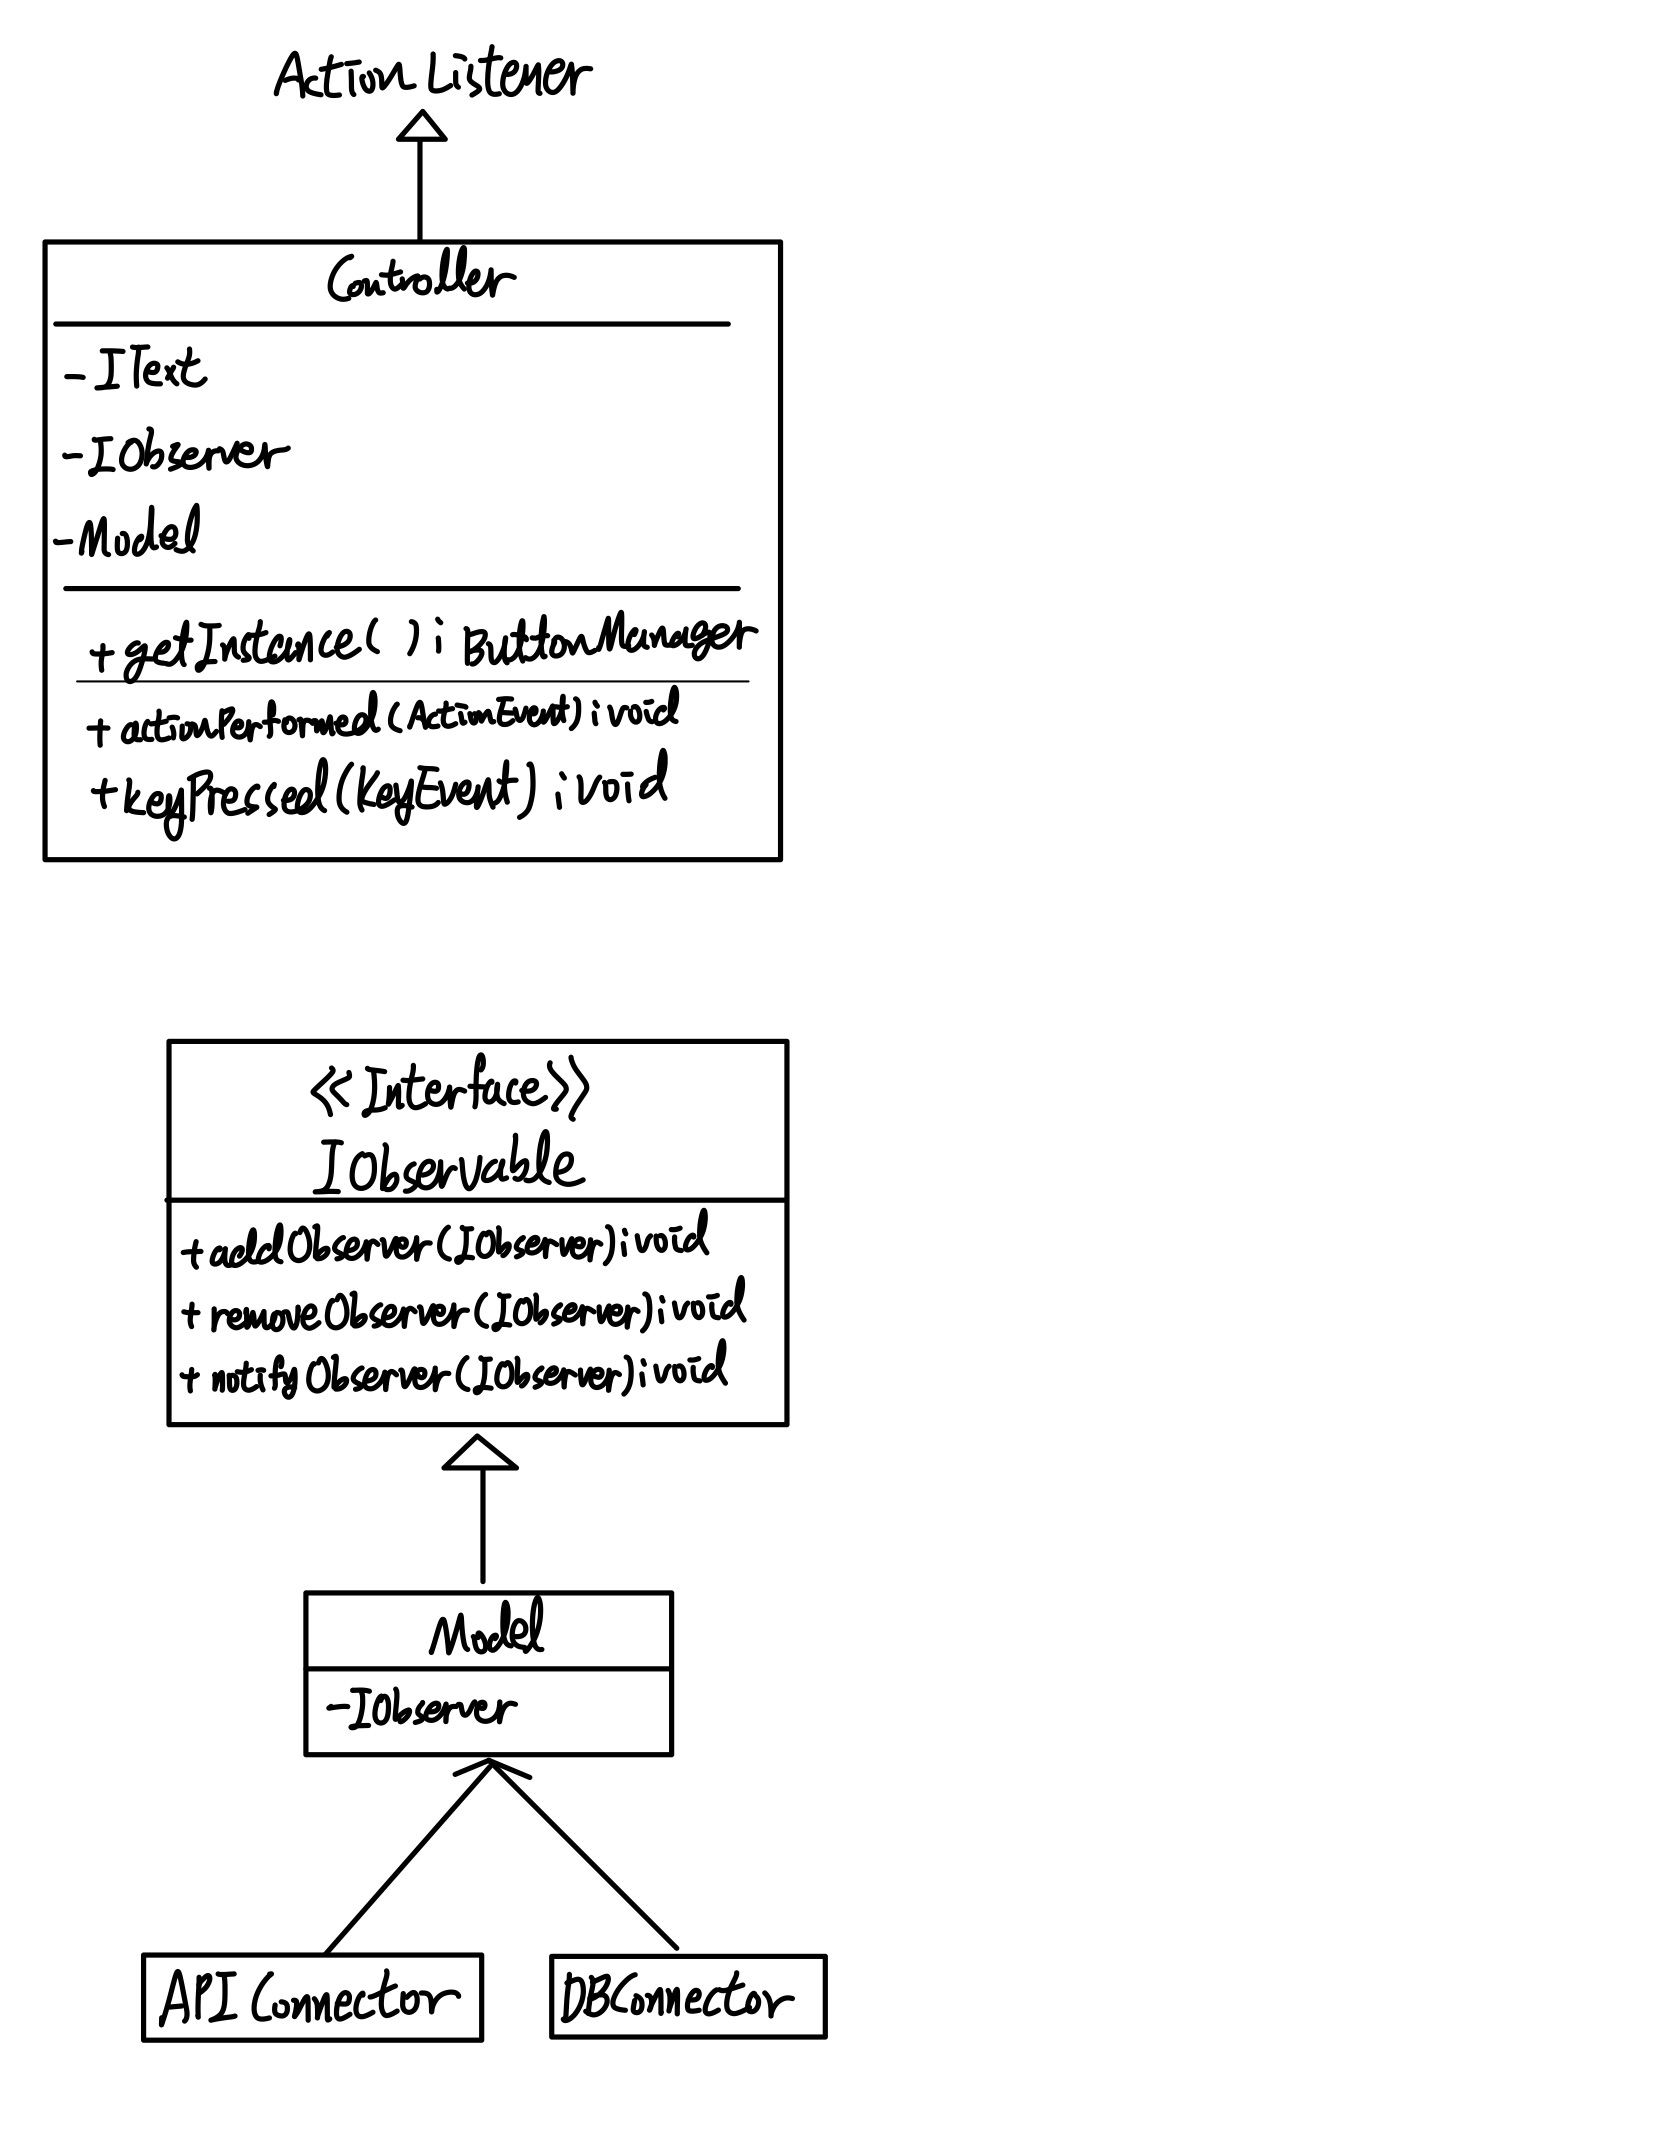 Action Listener
Controller
- IText
- IObserver
- Model
+ getInstance( ) : ButtonManager
+ actionPerformed (ActionEvent) : void
+ keyPressed (KeyEvent) : void
<<Interface>>
IObservable
+ addObserver (IObserver) : void
+ removeObserver (IObserver) : void
+ notifyObserver (IObserver) : void
Model
- IObserver
API Connector
DBConnector